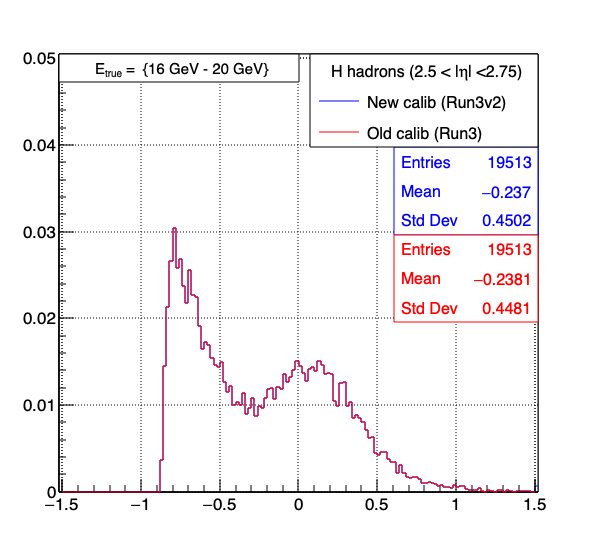 0.05
E_true = {16 GeV - 20 GeV}
H hadrons (2.5 < |η| <2.75)
New calib (Run3v2)
Old calib (Run3)
0.04
Entries 19513
Mean −0.237
Std Dev 0.4502
0.03
Entries 19513
Mean −0.2381
Std Dev 0.4481
0.02
0.01
0
−1.5 −1 −0.5 0 0.5 1 1.5